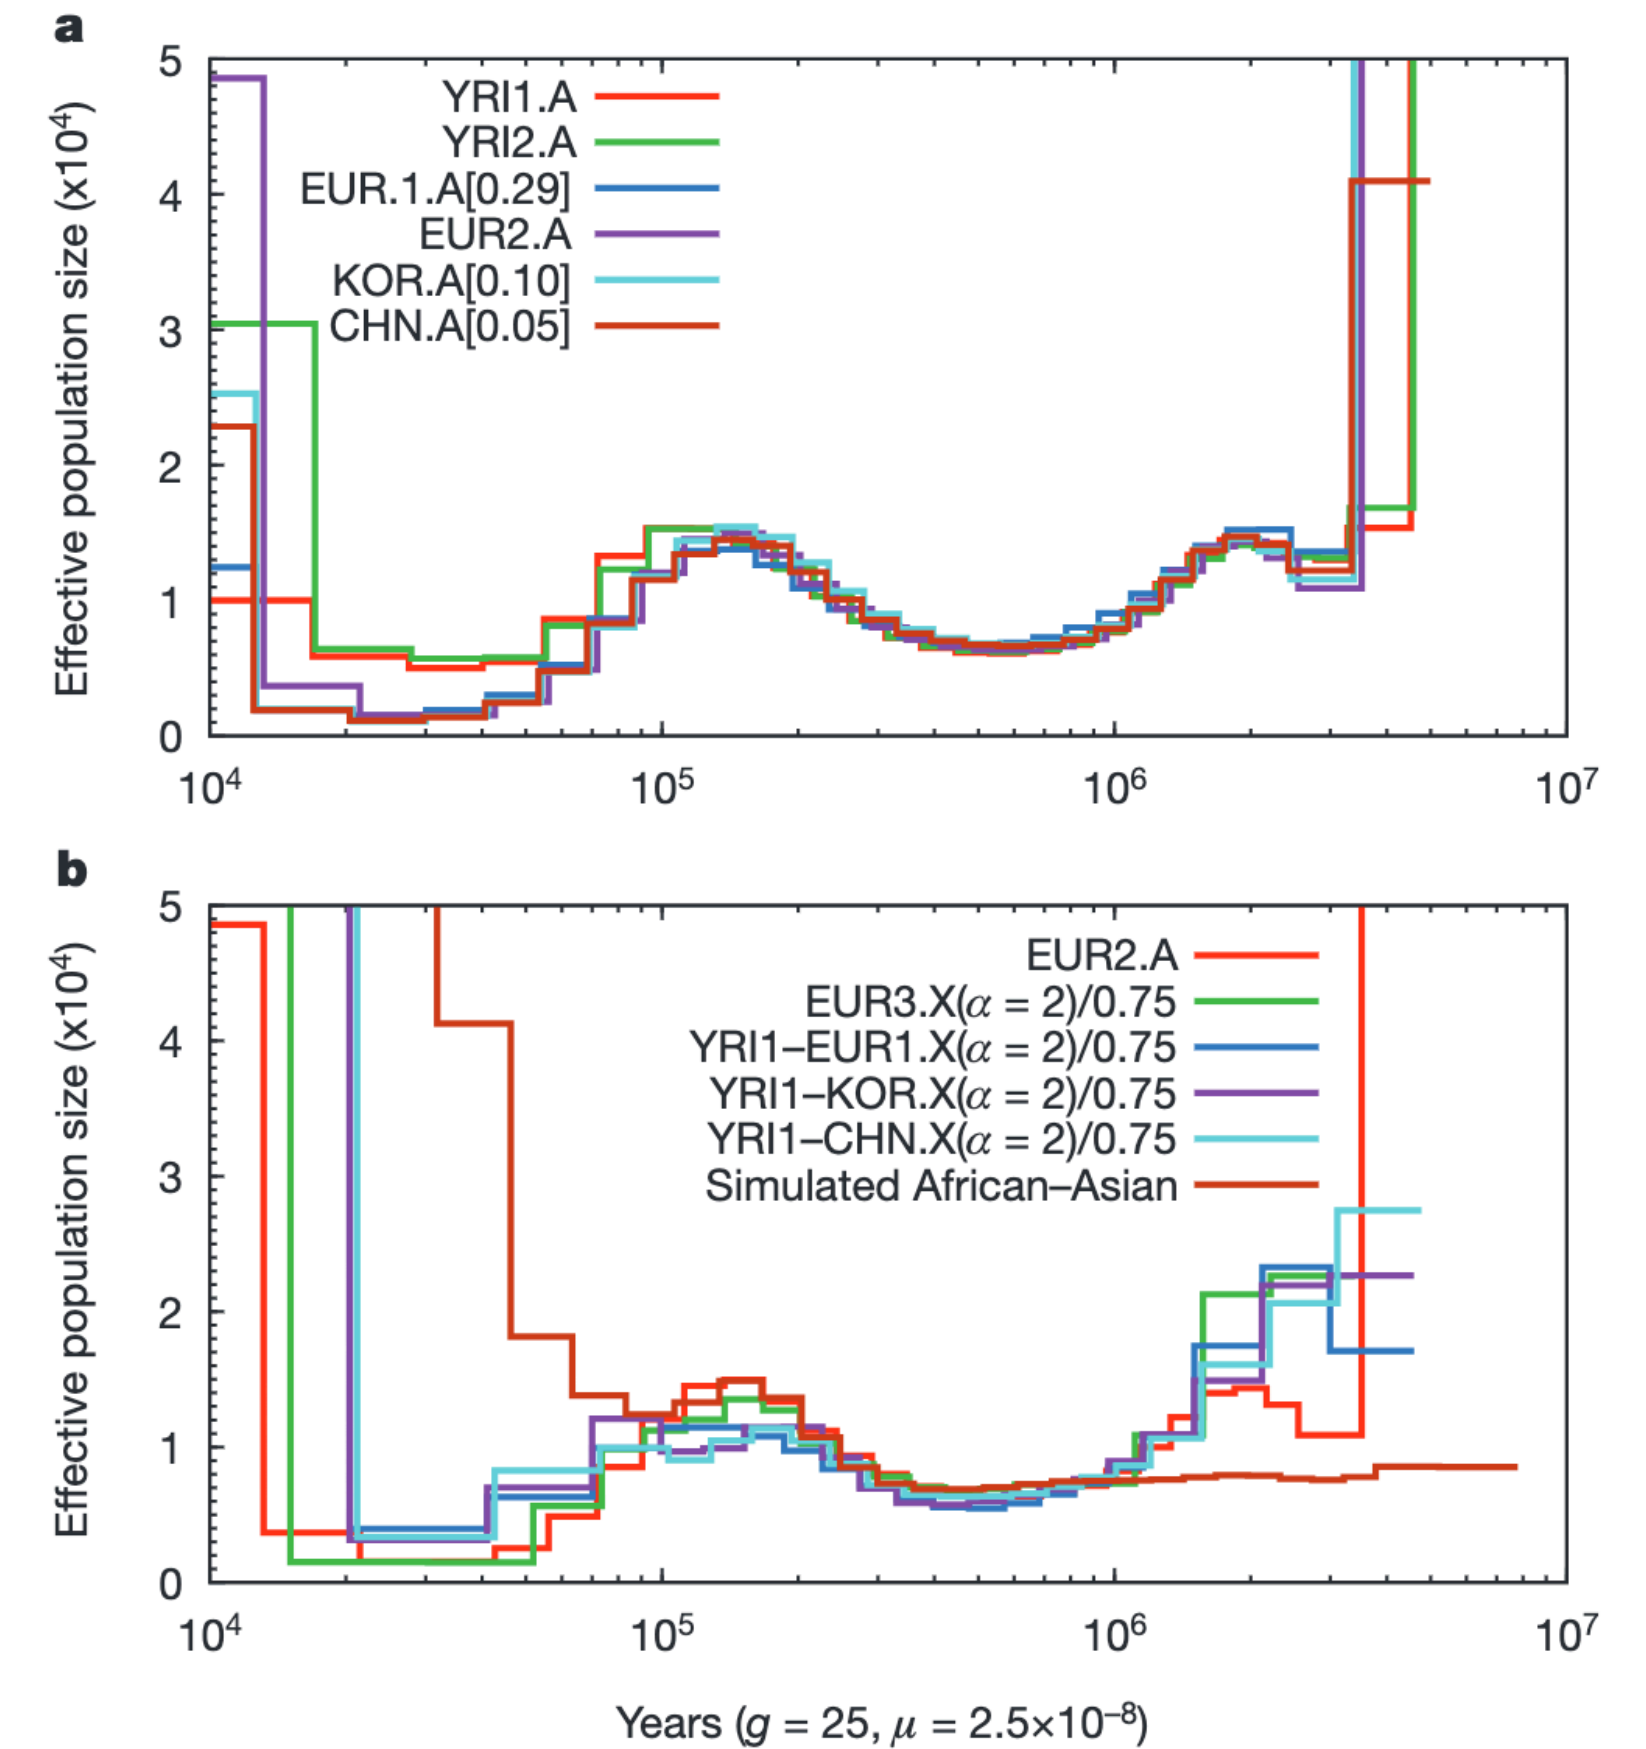 a
Effective population size (x10⁴)
5
4
3
2
1
0
YRI1.A
YRI2.A
EUR.1.A[0.29]
EUR2.A
KOR.A[0.10]
CHN.A[0.05]
10⁴ 10⁵ 10⁶ 10⁷
b
Effective population size (x10⁴)
5
4
3
2
1
0
EUR2.A
EUR3.X(α = 2)/0.75
YRI1–EUR1.X(α = 2)/0.75
YRI1–KOR.X(α = 2)/0.75
YRI1–CHN.X(α = 2)/0.75
Simulated African–Asian
10⁴ 10⁵ 10⁶ 10⁷
Years (g = 25, μ = 2.5×10⁻⁸)